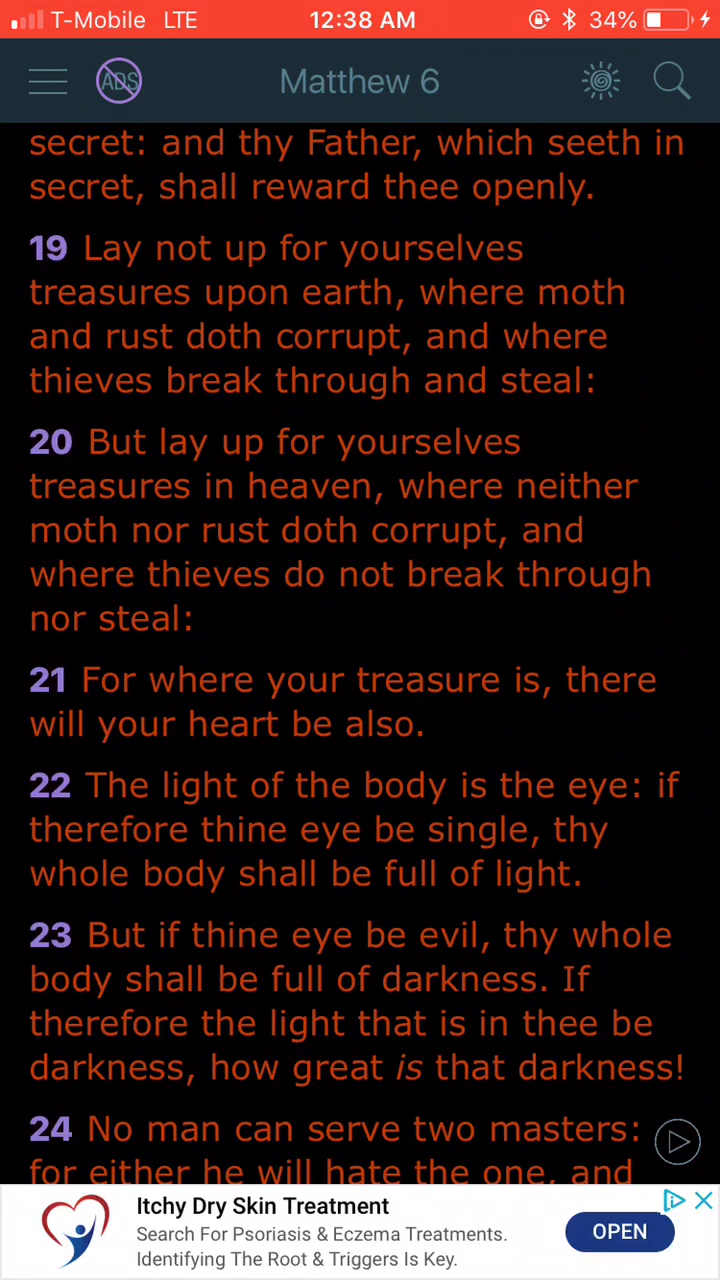 T-Mobile LTE 12:38 AM 34%
ADS Matthew 6
secret: and thy Father, which seeth in
secret, shall reward thee openly.
19 Lay not up for yourselves
treasures upon earth, where moth
and rust doth corrupt, and where
thieves break through and steal:
20 But lay up for yourselves
treasures in heaven, where neither
moth nor rust doth corrupt, and
where thieves do not break through
nor steal:
21 For where your treasure is, there
will your heart be also.
22 The light of the body is the eye: if
therefore thine eye be single, thy
whole body shall be full of light.
23 But if thine eye be evil, thy whole
body shall be full of darkness. If
therefore the light that is in thee be
darkness, how great is that darkness!
24 No man can serve two masters:
for either he will hate the one, and
Itchy Dry Skin Treatment
Search For Psoriasis & Eczema Treatments.
Identifying The Root & Triggers Is Key.
OPEN